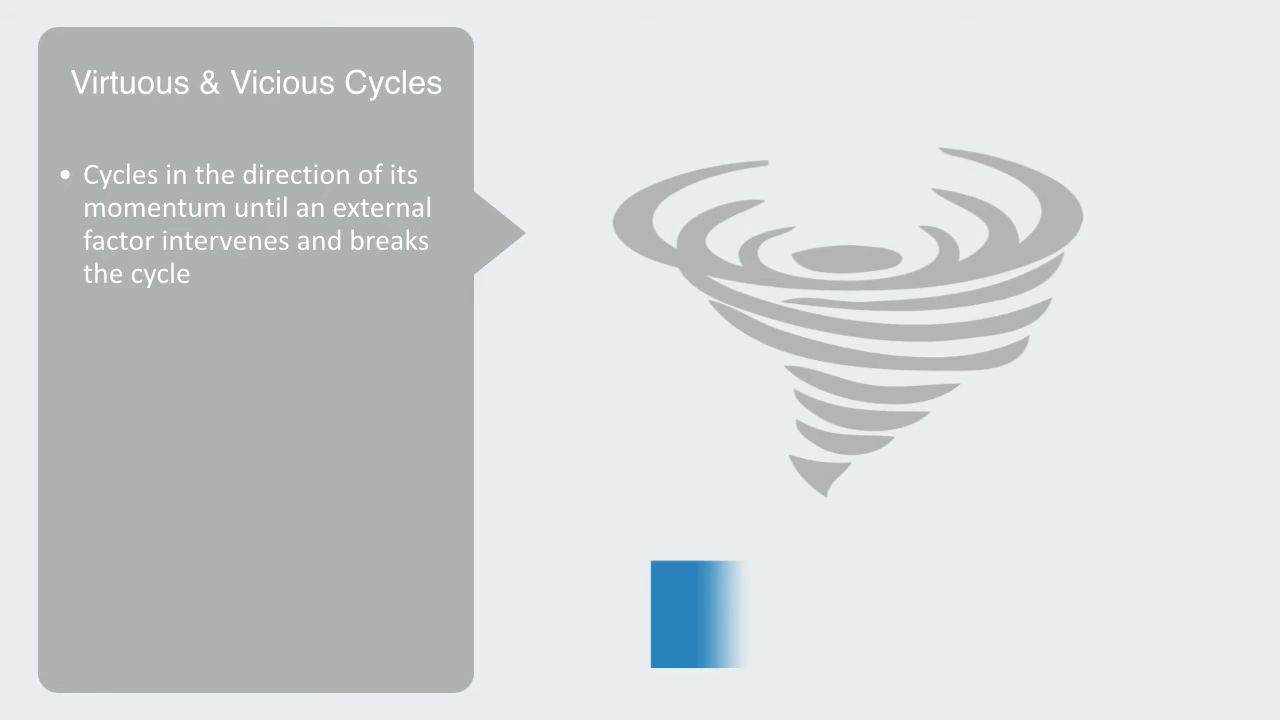 Virtuous & Vicious Cycles
• Cycles in the direction of its
momentum until an external
factor intervenes and breaks
the cycle